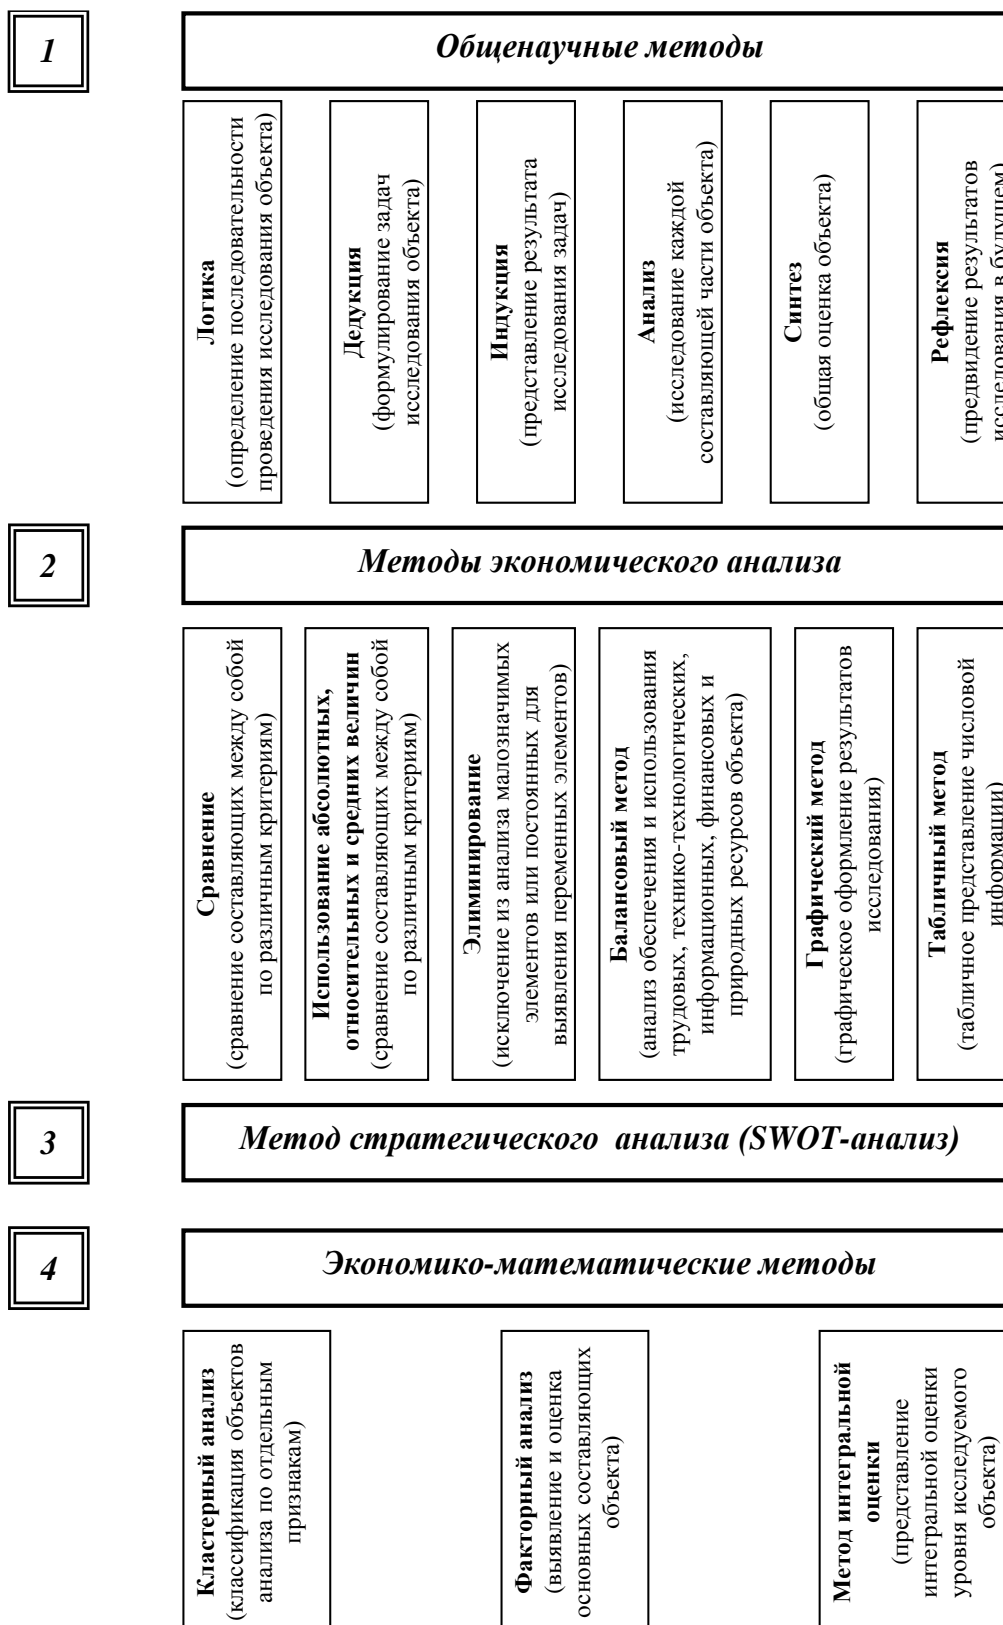 1
Общенаучные методы
Логика
(определение последовательности
проведения исследования объекта)
Дедукция
(формулирование задач
исследования объекта)
Индукция
(представление результата
исследования задач)
Анализ
(исследование каждой
составляющей части объекта)
Синтез
(общая оценка объекта)
Рефлексия
(предвидение результатов
исследования в будущем)
2
Методы экономического анализа
Сравнение
(сравнение составляющих между собой
по различным критериям)
Использование абсолютных,
относительных и средних величин
(сравнение составляющих между собой
по различным критериям)
Элиминирование
(исключение из анализа малозначимых
элементов или постоянных для
выявления переменных элементов)
Балансовый метод
(анализ обеспечения и использования
трудовых, технико-технологических,
информационных, финансовых и
природных ресурсов объекта)
Графический метод
(графическое оформление результатов
исследования)
Табличный метод
(табличное представление числовой
информации)
3
Метод стратегического анализа (SWOT-анализ)
4
Экономико-математические методы
Кластерный анализ
(классификация объектов
анализа по отдельным
признакам)
Факторный анализ
(выявление и оценка
основных составляющих
объекта)
Метод интегральной
оценки
(представление
интегральной оценки
уровня исследуемого
объекта)